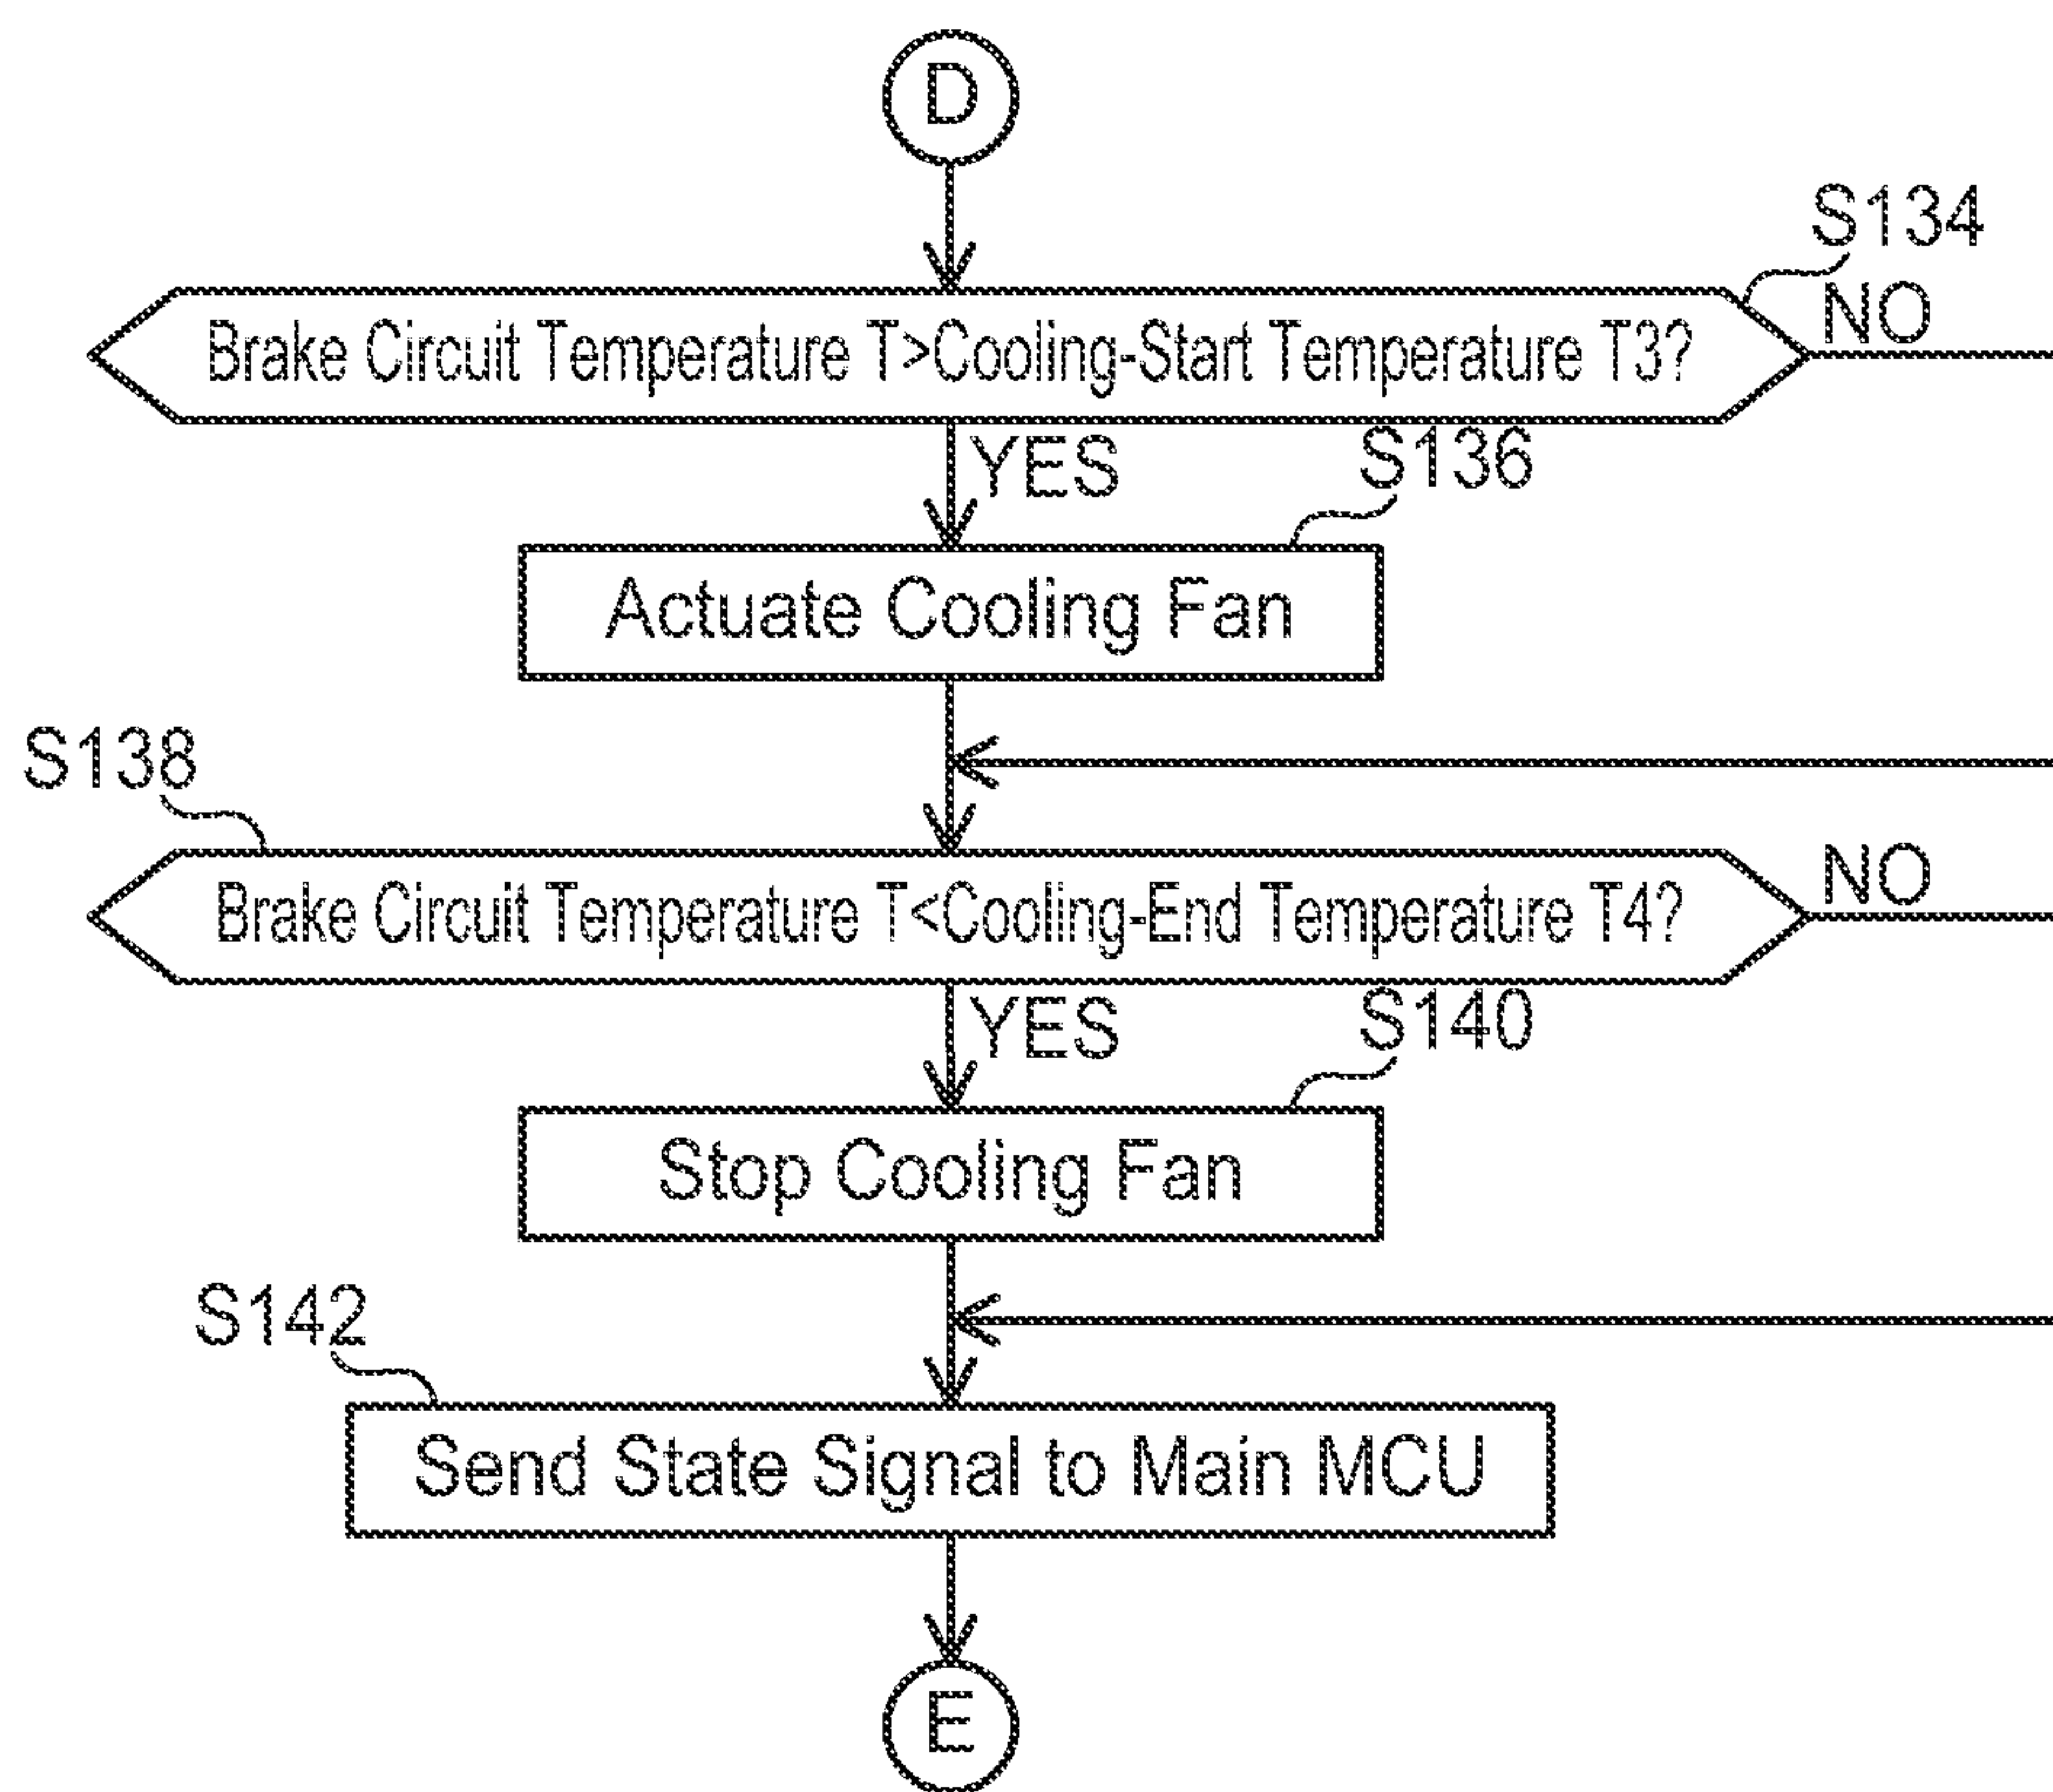 D
S134
Brake Circuit Temperature T>Cooling-Start Temperature T3?
NO
YES
S136
Actuate Cooling Fan
S138
Brake Circuit Temperature T<Cooling-End Temperature T4?
NO
YES
S140
Stop Cooling Fan
S142
Send State Signal to Main MCU
E